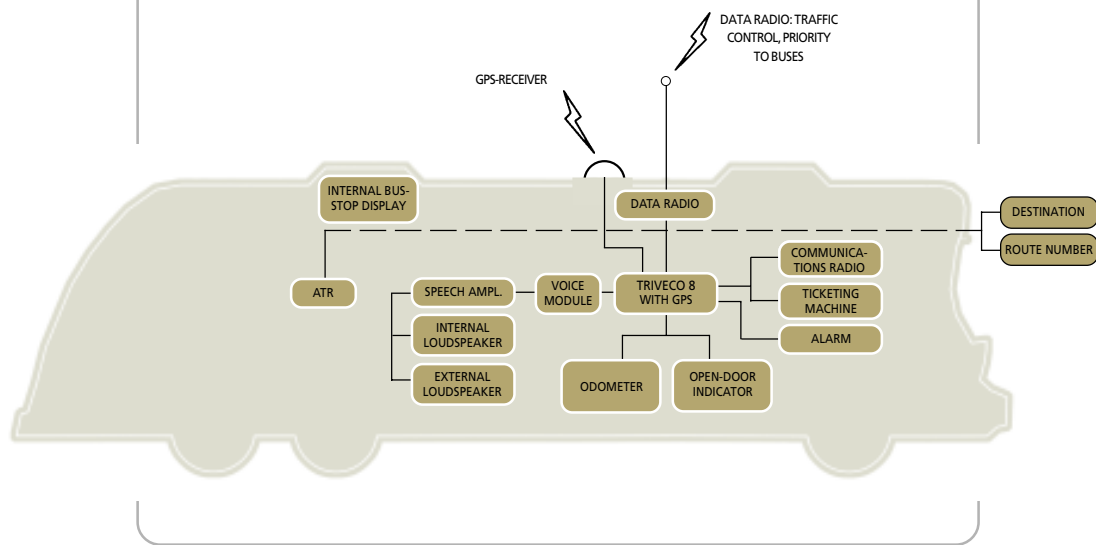 DATA RADIO: TRAFFIC
CONTROL, PRIORITY
TO BUSES
GPS-RECEIVER
INTERNAL BUS-
STOP DISPLAY
DATA RADIO
DESTINATION
ROUTE NUMBER
COMMUNICA-
TIONS RADIO
ATR
SPEECH AMPL.
VOICE
MODULE
TRIVECO 8
WITH GPS
TICKETING
MACHINE
INTERNAL
LOUDSPEAKER
ALARM
EXTERNAL
LOUDSPEAKER
ODOMETER
OPEN-DOOR
INDICATOR